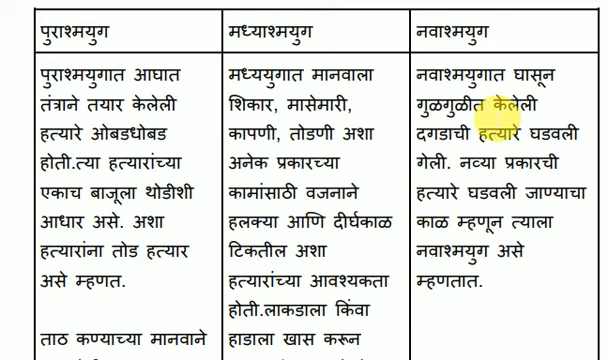 पुराश्मयुग
मध्याश्मयुग
नवाश्मयुग
पुराश्मयुगात आघात
तंत्राने तयार केलेली
हत्यारे ओबडधोबड
होती.त्या हत्यारांच्या
एकाच बाजूला थोडीशी
आधार असे. अशा
हत्यारांना तोड हत्यार
असे म्हणत.
ताठ कण्याच्या मानवाने
मध्ययुगात मानवाला
शिकार, मासेमारी,
कापणी, तोडणी अशा
अनेक प्रकारच्या
कामांसाठी वजनाने
हलक्या आणि दीर्घकाळ
टिकतील अशा
हत्यारांच्या आवश्यकता
होती.लाकडाला किंवा
हाडाला खास करून
नवाश्मयुगात घासून
गुळगुळीत केलेली
दगडाची हत्यारे घडवली
गेली. नव्या प्रकारची
हत्यारे घडवली जाण्याचा
काळ म्हणून त्याला
नवाश्मयुग असे
म्हणतात.